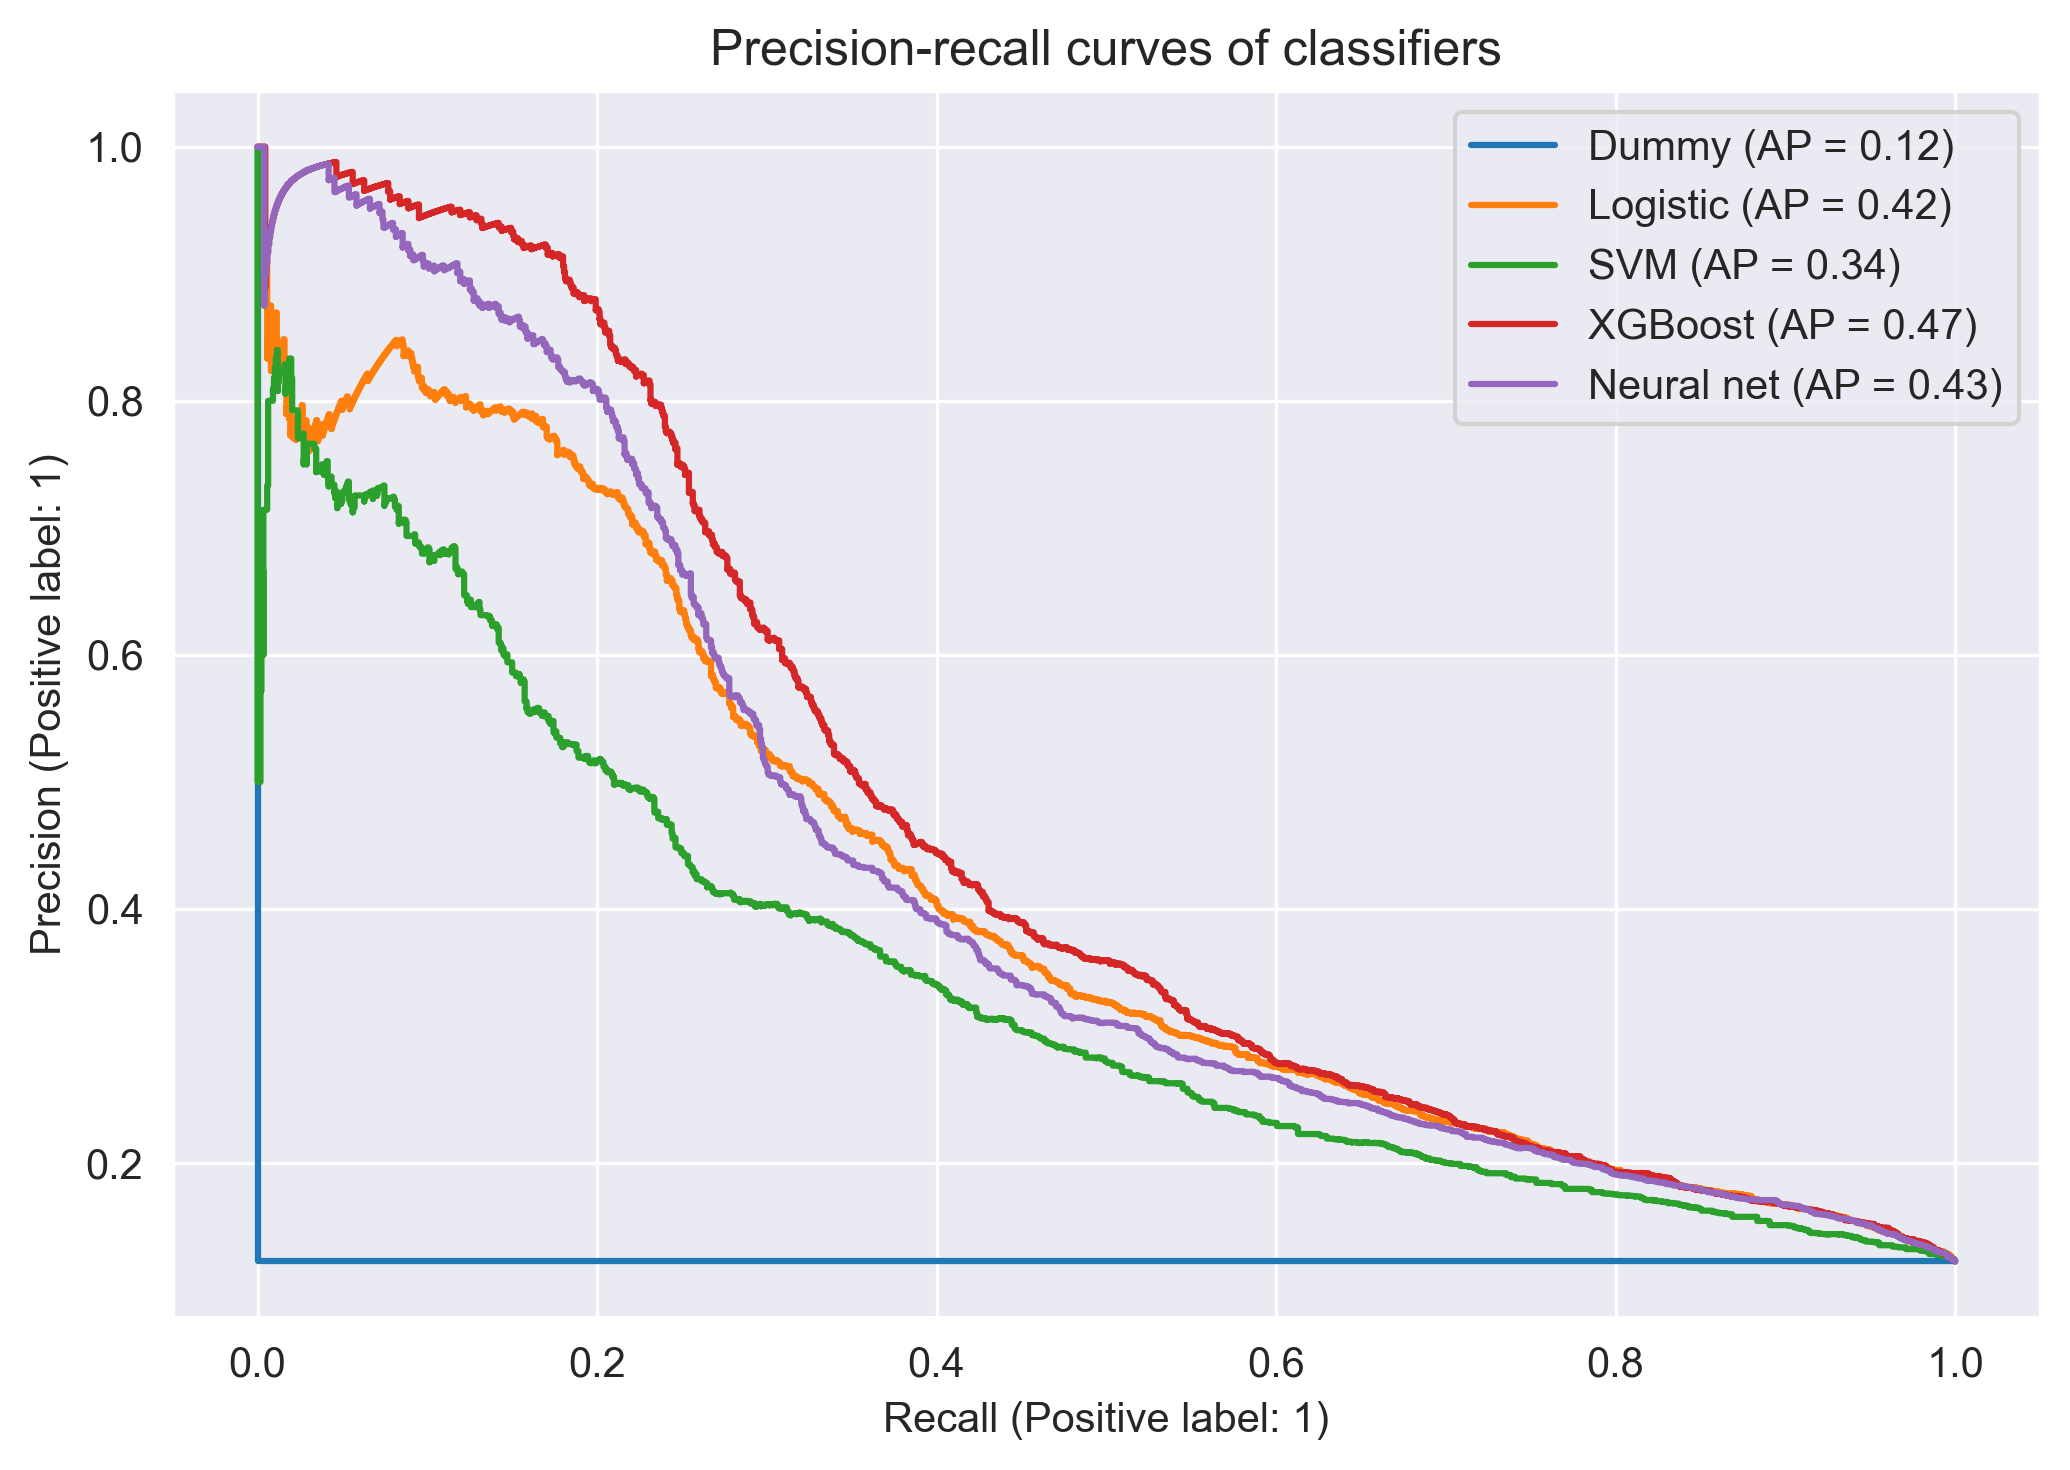 Precision-recall curves of classifiers
Dummy (AP = 0.12)
Logistic (AP = 0.42)
SVM (AP = 0.34)
XGBoost (AP = 0.47)
Neural net (AP = 0.43)
Precision (Positive label: 1)
1.0
0.8
0.6
0.4
0.2
0.0 0.2 0.4 0.6 0.8 1.0
Recall (Positive label: 1)